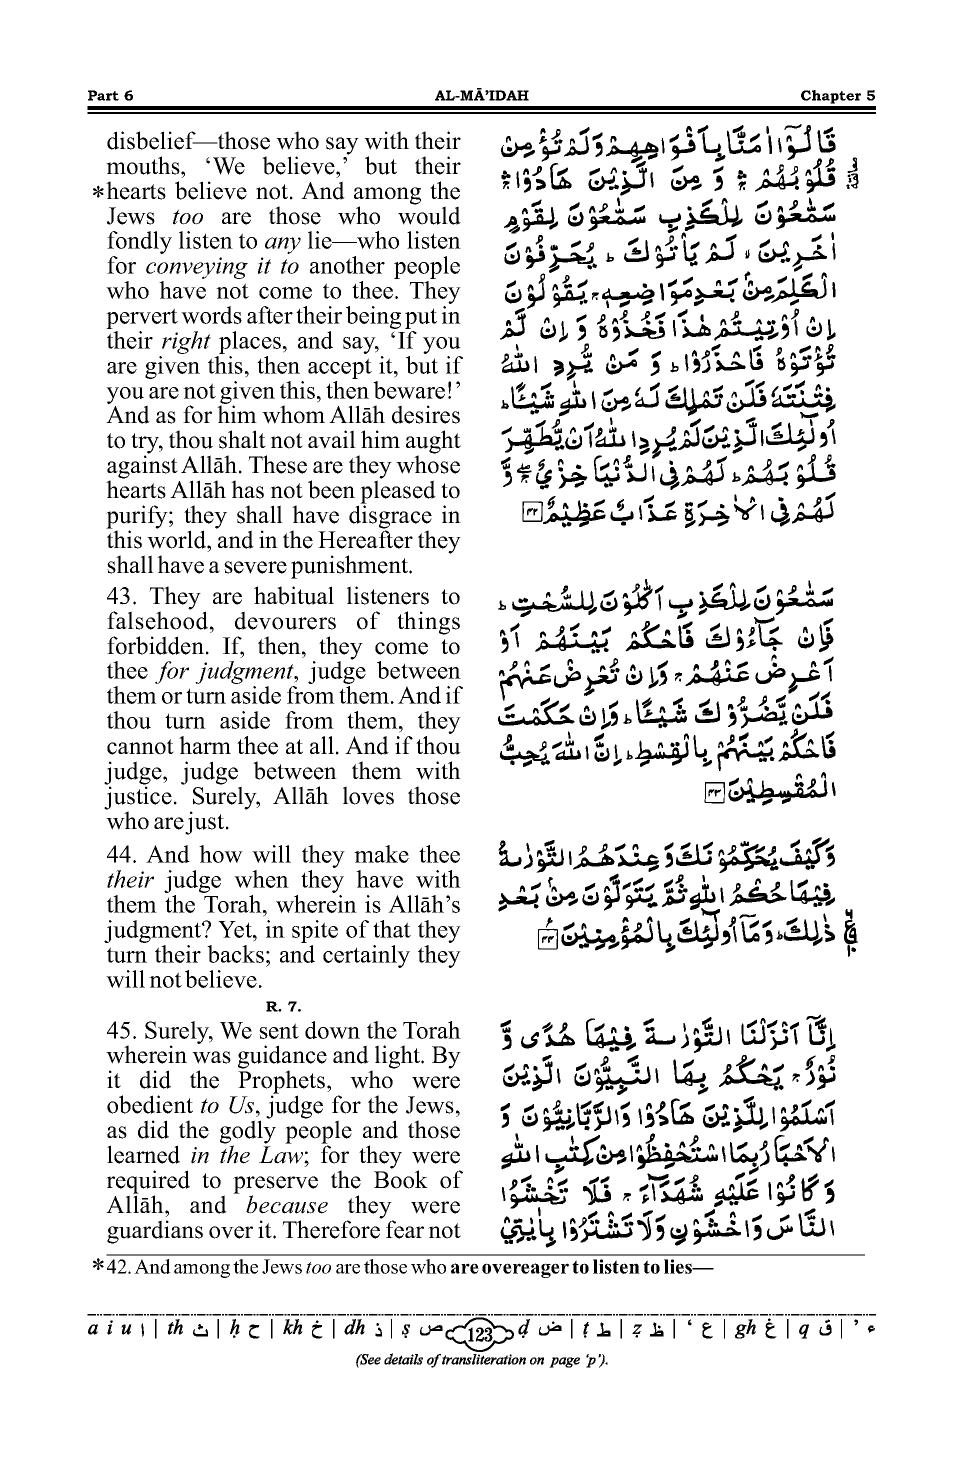 Part 6 AL-MĀ’IDAH Chapter 5
disbelief—those who say with their
mouths, ‘We believe,’ but their
*hearts believe not. And among the
Jews too are those who would
fondly listen to any lie—who listen
for conveying it to another people
who have not come to thee. They
pervert words after their being put in
their right places, and say, ‘If you
are given this, then accept it, but if
you are not given this, then beware!’
And as for him whom Allāh desires
to try, thou shalt not avail him aught
against Allāh. These are they whose
hearts Allāh has not been pleased to
purify; they shall have disgrace in
this world, and in the Hereafter they
shall have a severe punishment.
قَالُوْۤا اٰمَنَّا بِاَفْوَاهِهِمْ وَلَمْ تُؤْمِنْ
قُلُوْبُهُمْ ۛۚ وَ مِنَ الَّذِيْنَ هَادُوْا ۛۚ
سَمّٰعُوْنَ لِلْكَذِبِ سَمّٰعُوْنَ لِقَوْمٍ
اٰخَرِيْنَ ۙ لَمْ يَاْتُوْكَ ؕ يُحَرِّفُوْنَ
الْكَلِمَ مِنْۢ بَعْدِ مَوَاضِعِهٖ ۚ يَقُوْلُوْنَ
اِنْ اُوْتِيْتُمْ هٰذَا فَخُذُوْهُ وَ اِنْ لَّمْ
تُؤْتَوْهُ فَاحْذَرُوْا ؕ وَ مَنْ يُّرِدِ اللّٰهُ
فِتْنَتَهٗ فَلَنْ تَمْلِكَ لَهٗ مِنَ اللّٰهِ شَيْـًٔا ؕ
اُولٰٓئِكَ الَّذِيْنَ لَمْ يُرِدِ اللّٰهُ اَنْ يُّطَهِّرَ
قُلُوْبَهُمْ ؕ لَهُمْ فِي الدُّنْيَا خِزْيٌ ۖۚ وَّ
لَهُمْ فِي الْاٰخِرَةِ عَذَابٌ عَظِيْمٌ ۴۲
43. They are habitual listeners to
falsehood, devourers of things
forbidden. If, then, they come to
thee for judgment, judge between
them or turn aside from them. And if
thou turn aside from them, they
cannot harm thee at all. And if thou
judge, judge between them with
justice. Surely, Allāh loves those
who are just.
سَمّٰعُوْنَ لِلْكَذِبِ اَكّٰلُوْنَ لِلسُّحْتِ ؕ
فَاِنْ جَآءُوْكَ فَاحْكُمْ بَيْنَهُمْ اَوْ
اَعْرِضْ عَنْهُمْ ۚ وَاِنْ تُعْرِضْ عَنْهُمْ
فَلَنْ يَّضُرُّوْكَ شَيْـًٔا ؕ وَاِنْ حَكَمْتَ
فَاحْكُمْ بَيْنَهُمْ بِالْقِسْطِ ؕ اِنَّ اللّٰهَ يُحِبُّ
الْمُقْسِطِيْنَ ۴۳
44. And how will they make thee
their judge when they have with
them the Torah, wherein is Allāh’s
judgment? Yet, in spite of that they
turn their backs; and certainly they
will not believe.
وَكَيْفَ يُحَكِّمُوْنَكَ وَعِنْدَهُمُ التَّوْرٰىةُ
فِيْهَا حُكْمُ اللّٰهِ ثُمَّ يَتَوَلَّوْنَ مِنْۢ بَعْدِ
ذٰلِكَ ؕ وَمَاۤ اُولٰٓئِكَ بِالْمُؤْمِنِيْنَ ۴۴
R. 7.
45. Surely, We sent down the Torah
wherein was guidance and light. By
it did the Prophets, who were
obedient to Us, judge for the Jews,
as did the godly people and those
learned in the Law; for they were
required to preserve the Book of
Allāh, and because they were
guardians over it. Therefore fear not
اِنَّاۤ اَنْزَلْنَا التَّوْرٰىةَ فِيْهَا هُدًى وَّ
نُوْرٌ ۚ يَحْكُمُ بِهَا النَّبِيُّوْنَ الَّذِيْنَ
اَسْلَمُوْا لِلَّذِيْنَ هَادُوْا وَالرَّبّٰنِيُّوْنَ وَ
الْاَحْبَارُ بِمَا اسْتُحْفِظُوْا مِنْ كِتٰبِ اللّٰهِ
وَكَانُوْا عَلَيْهِ شُهَدَآءَ ۚ فَلَا تَخْشَوُا
النَّاسَ وَاخْشَوْنِ وَلَا تَشْتَرُوْا بِاٰيٰتِيْ
*42. And among the Jews too are those who are overeager to listen to lies—
a i u ا | th ث | ḥ ح | kh خ | dh ذ | ṣ ص 123 ḍ ض | ṭ ط | ẓ ظ | ‘ ع | gh غ | q ق | ’ ء
(See details of transliteration on page ‘p’).